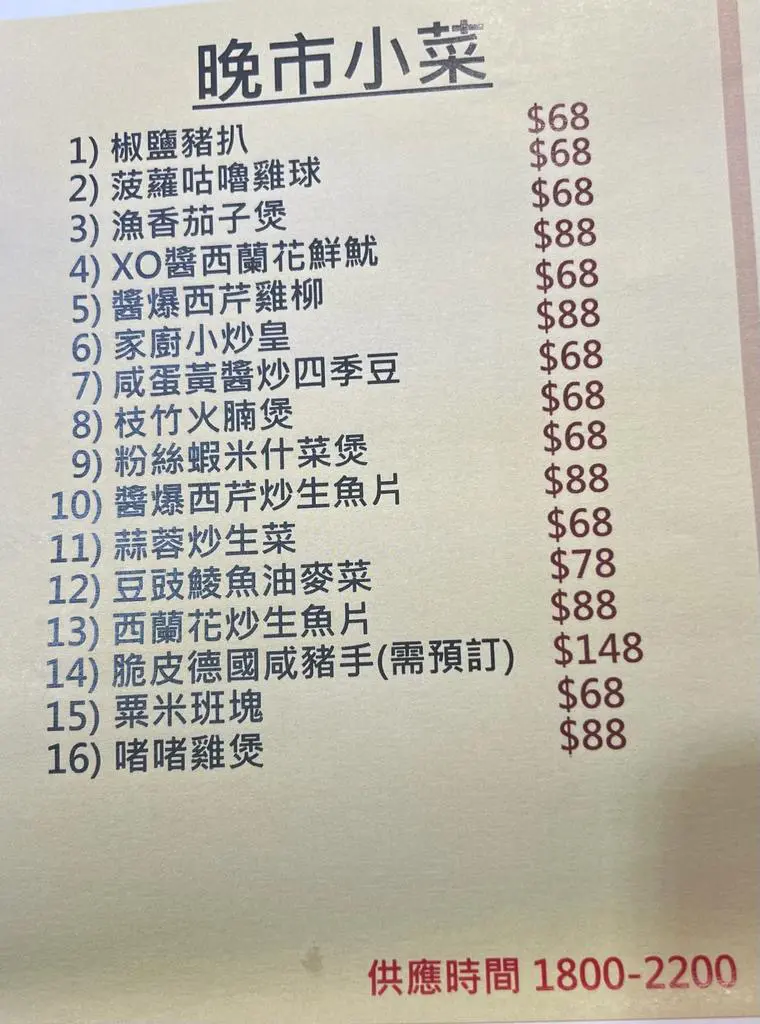 晚市小菜
1) 椒鹽豬扒 $68
2) 菠蘿咕嚕雞球 $68
3) 漁香茄子煲 $68
4) XO醬西蘭花鮮魷 $88
5) 醬爆西芹雞柳 $68
6) 家廚小炒皇 $88
7) 咸蛋黃醬炒四季豆 $68
8) 枝竹火腩煲 $68
9) 粉絲蝦米什菜煲 $68
10) 醬爆西芹炒生魚片 $88
11) 蒜蓉炒生菜 $68
12) 豆豉鯪魚油麥菜 $78
13) 西蘭花炒生魚片 $88
14) 脆皮德國咸豬手(需預訂) $148
15) 粟米班塊 $68
16) 啫啫雞煲 $88
供應時間 1800-2200